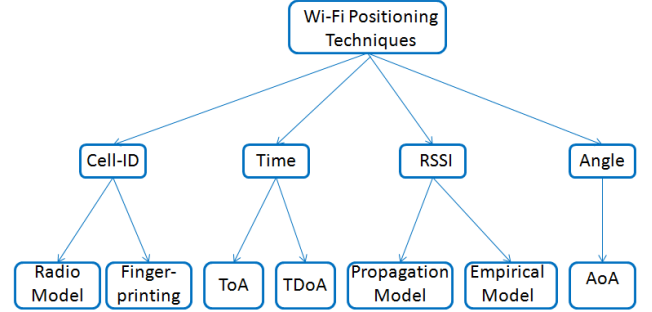 Wi-Fi Positioning
Techniques
Cell-ID
Time
RSSI
Angle
Radio
Model
Finger-
printing
ToA
TDoA
Propagation
Model
Empirical
Model
AoA